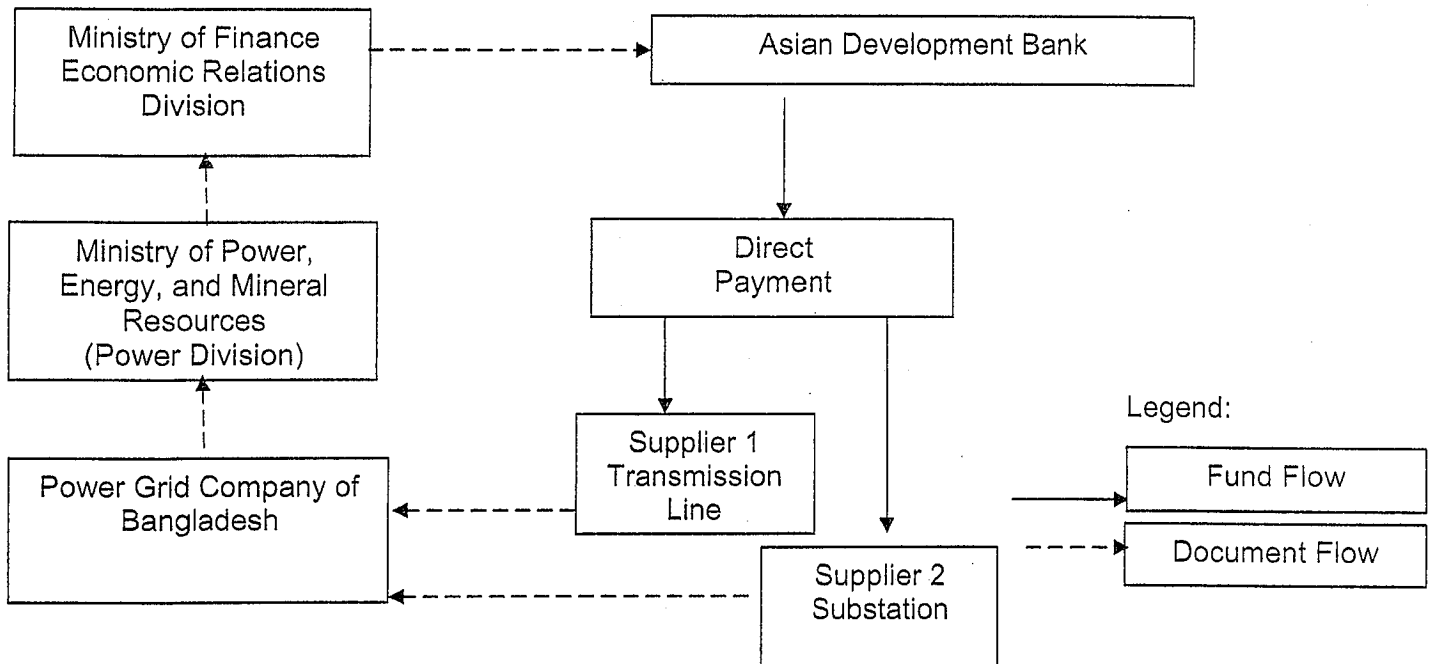 Ministry of Finance
Economic Relations
Division
Asian Development Bank
Ministry of Power,
Energy, and Mineral
Resources
(Power Division)
Direct
Payment
Power Grid Company of
Bangladesh
Supplier 1
Transmission
Line
Supplier 2
Substation
Legend:
Fund Flow
Document Flow